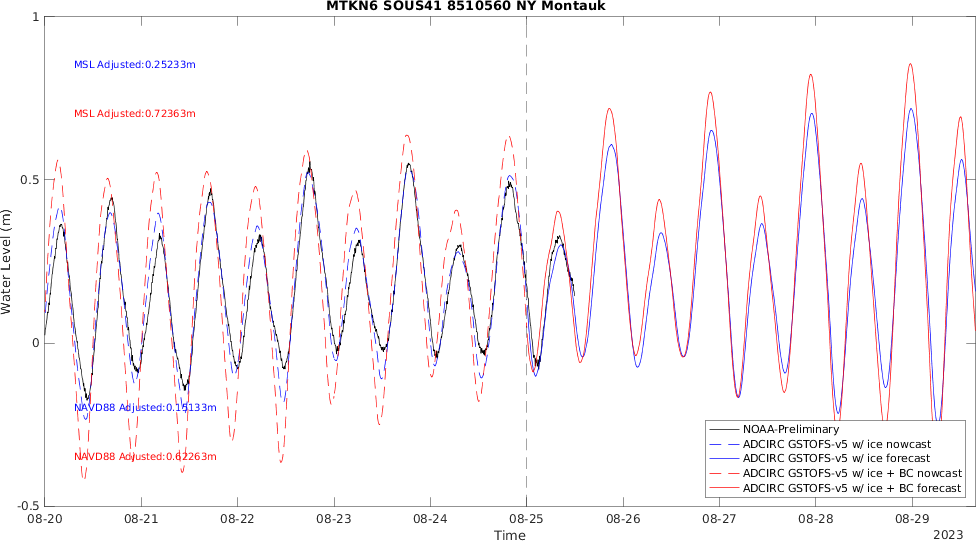 MTKN6 SOUS41 8510560 NY Montauk
1
MSL Adjusted:0.25233m
MSL Adjusted:0.72363m
0.5
Water Level (m)
0
NAVD88 Adjusted:0.15133m
NAVD88 Adjusted:0.62263m
NOAA-Preliminary
ADCIRC GSTOFS-v5 w/ ice nowcast
ADCIRC GSTOFS-v5 w/ ice forecast
ADCIRC GSTOFS-v5 w/ ice + BC nowcast
ADCIRC GSTOFS-v5 w/ ice + BC forecast
-0.5
08-20 08-21 08-22 08-23 08-24 08-25 08-26 08-27 08-28 08-29
Time
2023